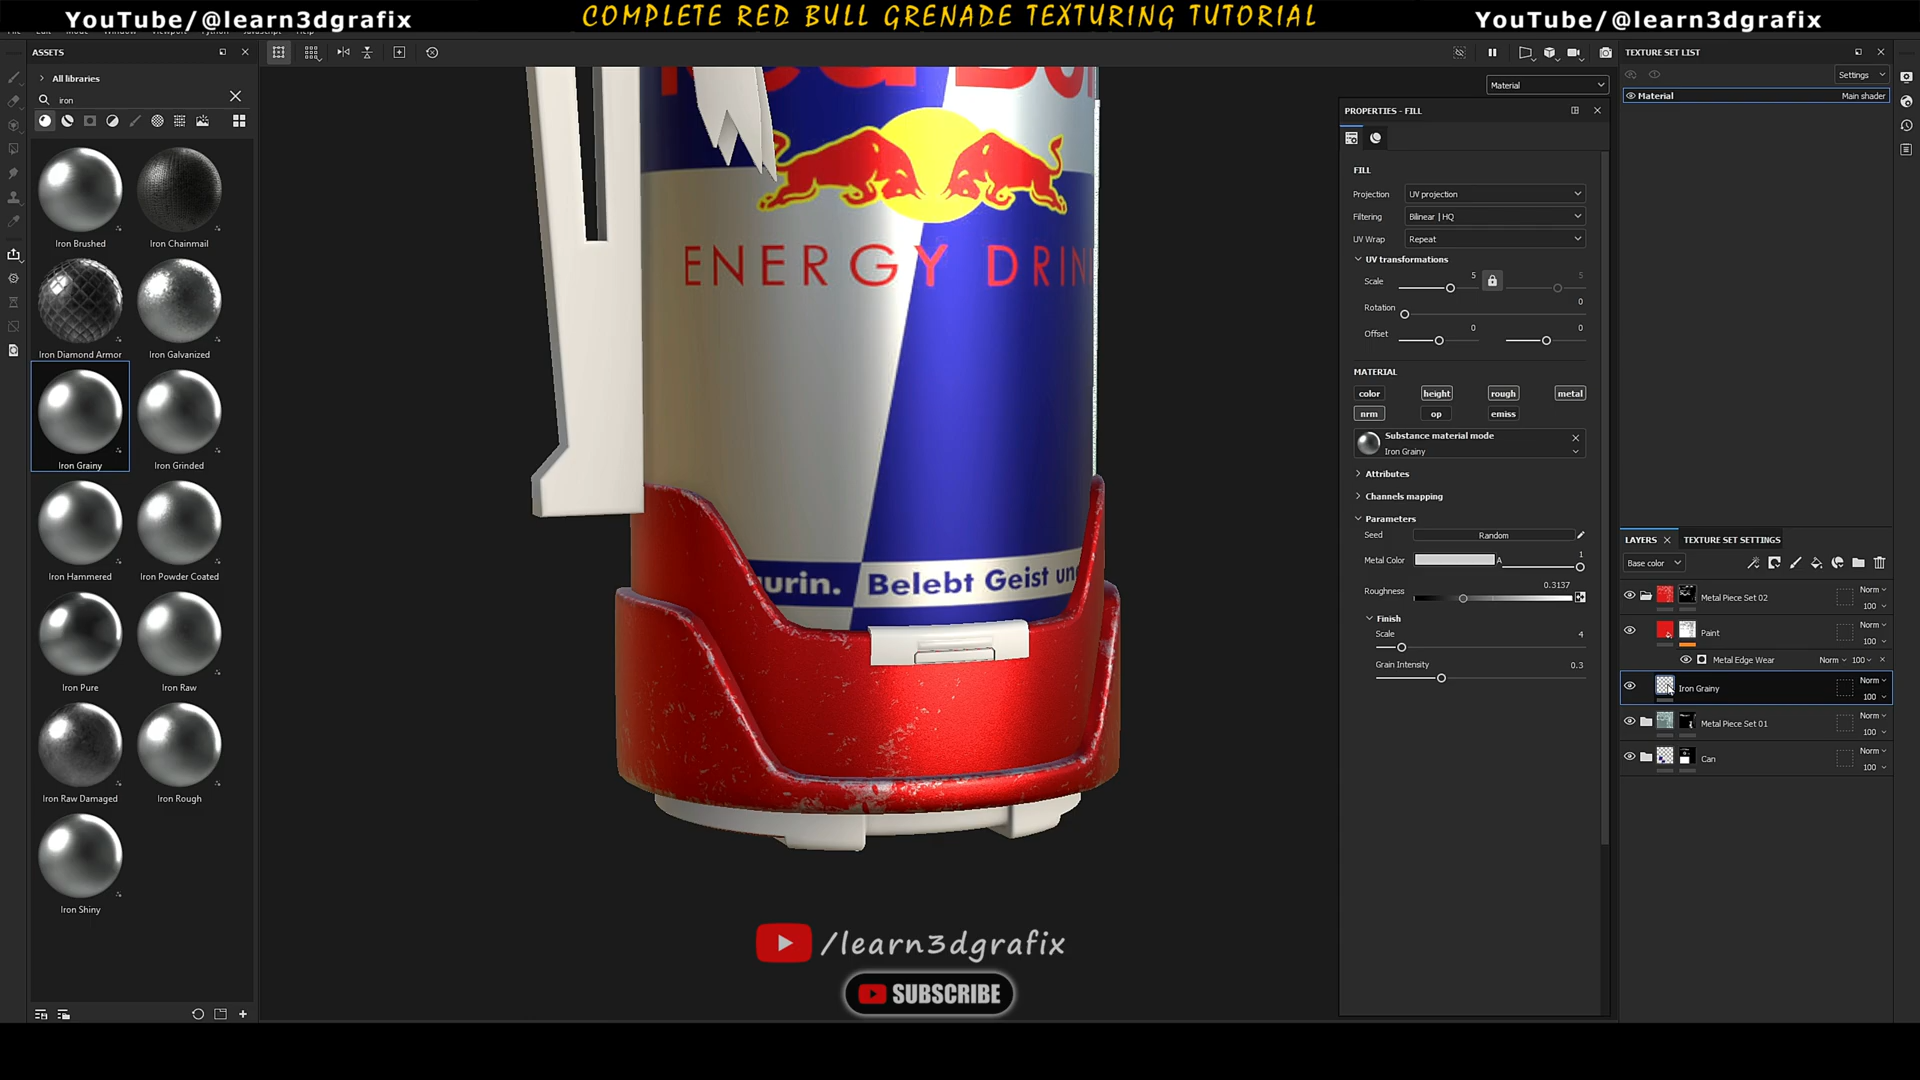 YouTube/@learn3dgrafix
COMPLETE RED BULL GRENADE TEXTURING TUTORIAL
YouTube/@learn3dgrafix
ASSETS
All libraries
iron
Iron Brushed
Iron Chainmail
Iron Diamond Armor
Iron Galvanized
Iron Grainy
Iron Grinded
Iron Hammered
Iron Powder Coated
Iron Pure
Iron Raw
Iron Raw Damaged
Iron Rough
Iron Shiny
ENERGY DRIN
urin.
Belebt Geist un
/learn3dgrafix
SUBSCRIBE
Material
PROPERTIES - FILL
FILL
Projection UV projection
Filtering Bilinear | HQ
UV Wrap Repeat
UV transformations
Scale 5 5
Rotation 0
Offset 0 0
MATERIAL
color height rough metal
nrm op emiss
Substance material mode
Iron Grainy
Attributes
Channels mapping
Parameters
Seed Random
Metal Color A 1
Roughness 0.3137
Finish
Scale 4
Grain Intensity 0.3
TEXTURE SET LIST
Settings
Material Main shader
LAYERS TEXTURE SET SETTINGS
Base color
Metal Piece Set 02 Norm 100
Paint Norm 100
Metal Edge Wear Norm 100
Iron Grainy Norm 100
Metal Piece Set 01 Norm 100
Can Norm 100